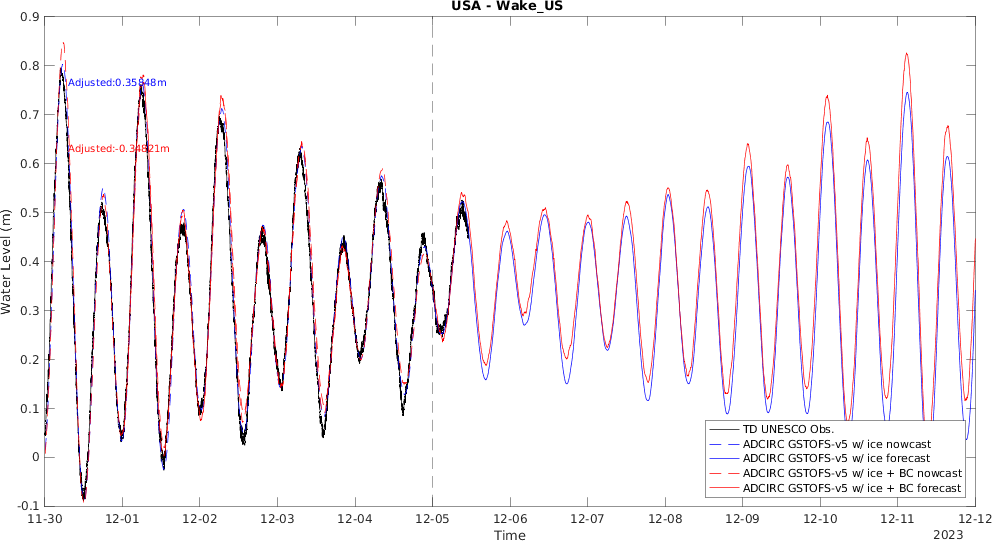 USA - Wake_US
0.9
0.8
0.7
0.6
0.5
0.4
0.3
0.2
0.1
0
-0.1
Water Level (m)
Adjusted:0.35848m
Adjusted:-0.34821m
TD UNESCO Obs.
ADCIRC GSTOFS-v5 w/ ice nowcast
ADCIRC GSTOFS-v5 w/ ice forecast
ADCIRC GSTOFS-v5 w/ ice + BC nowcast
ADCIRC GSTOFS-v5 w/ ice + BC forecast
11-30 12-01 12-02 12-03 12-04 12-05 12-06 12-07 12-08 12-09 12-10 12-11 12-12
Time
2023